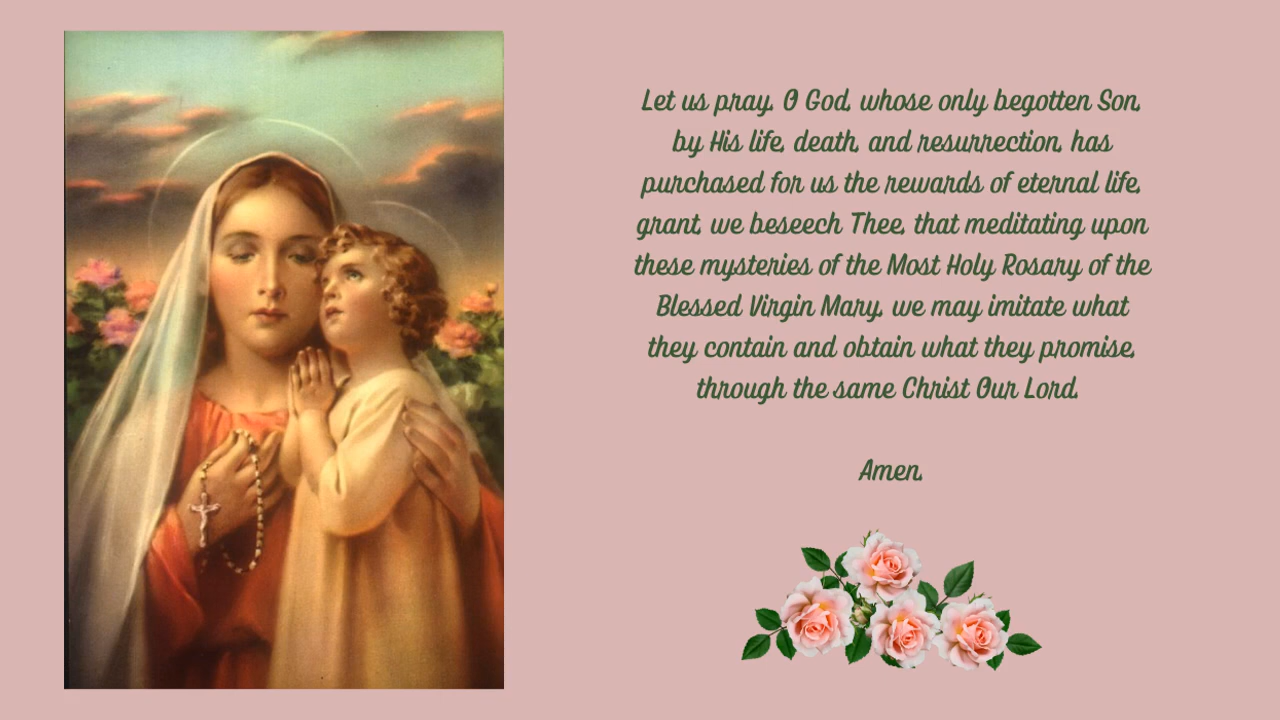 Let us pray, O God, whose only begotten Son,
by His life, death, and resurrection, has
purchased for us the rewards of eternal life,
grant, we beseech Thee, that meditating upon
these mysteries of the Most Holy Rosary of the
Blessed Virgin Mary, we may imitate what
they contain and obtain what they promise,
through the same Christ Our Lord.
Amen.